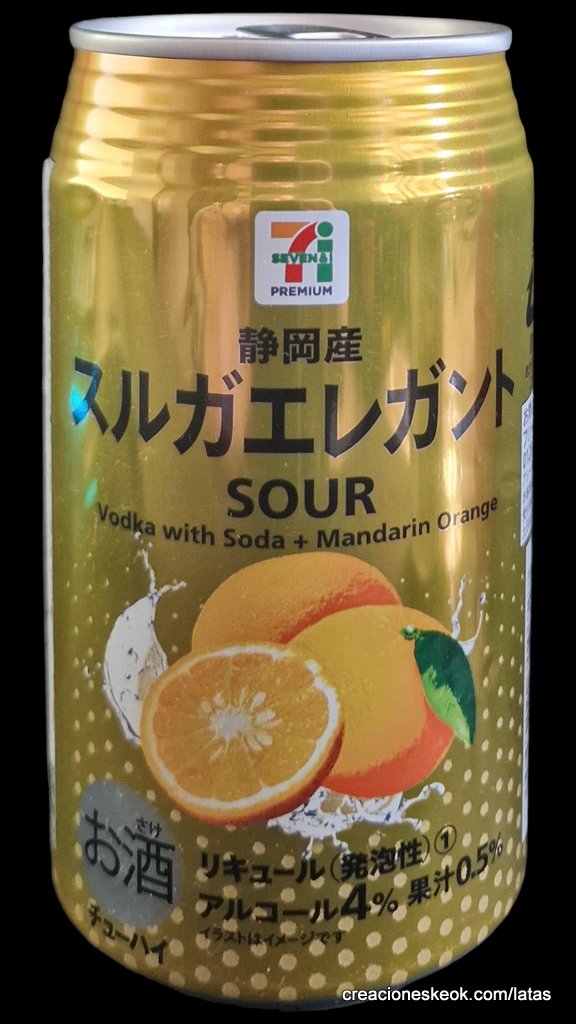 SEVEN&i
PREMIUM
静岡産
スルガエレガント
SOUR
Vodka with Soda + Mandarin Orange
さけ
お酒
チューハイ
リキュール(発泡性)①
アルコール4% 果汁0.5%
イラストはイメージです
creacioneskeok.com/latas